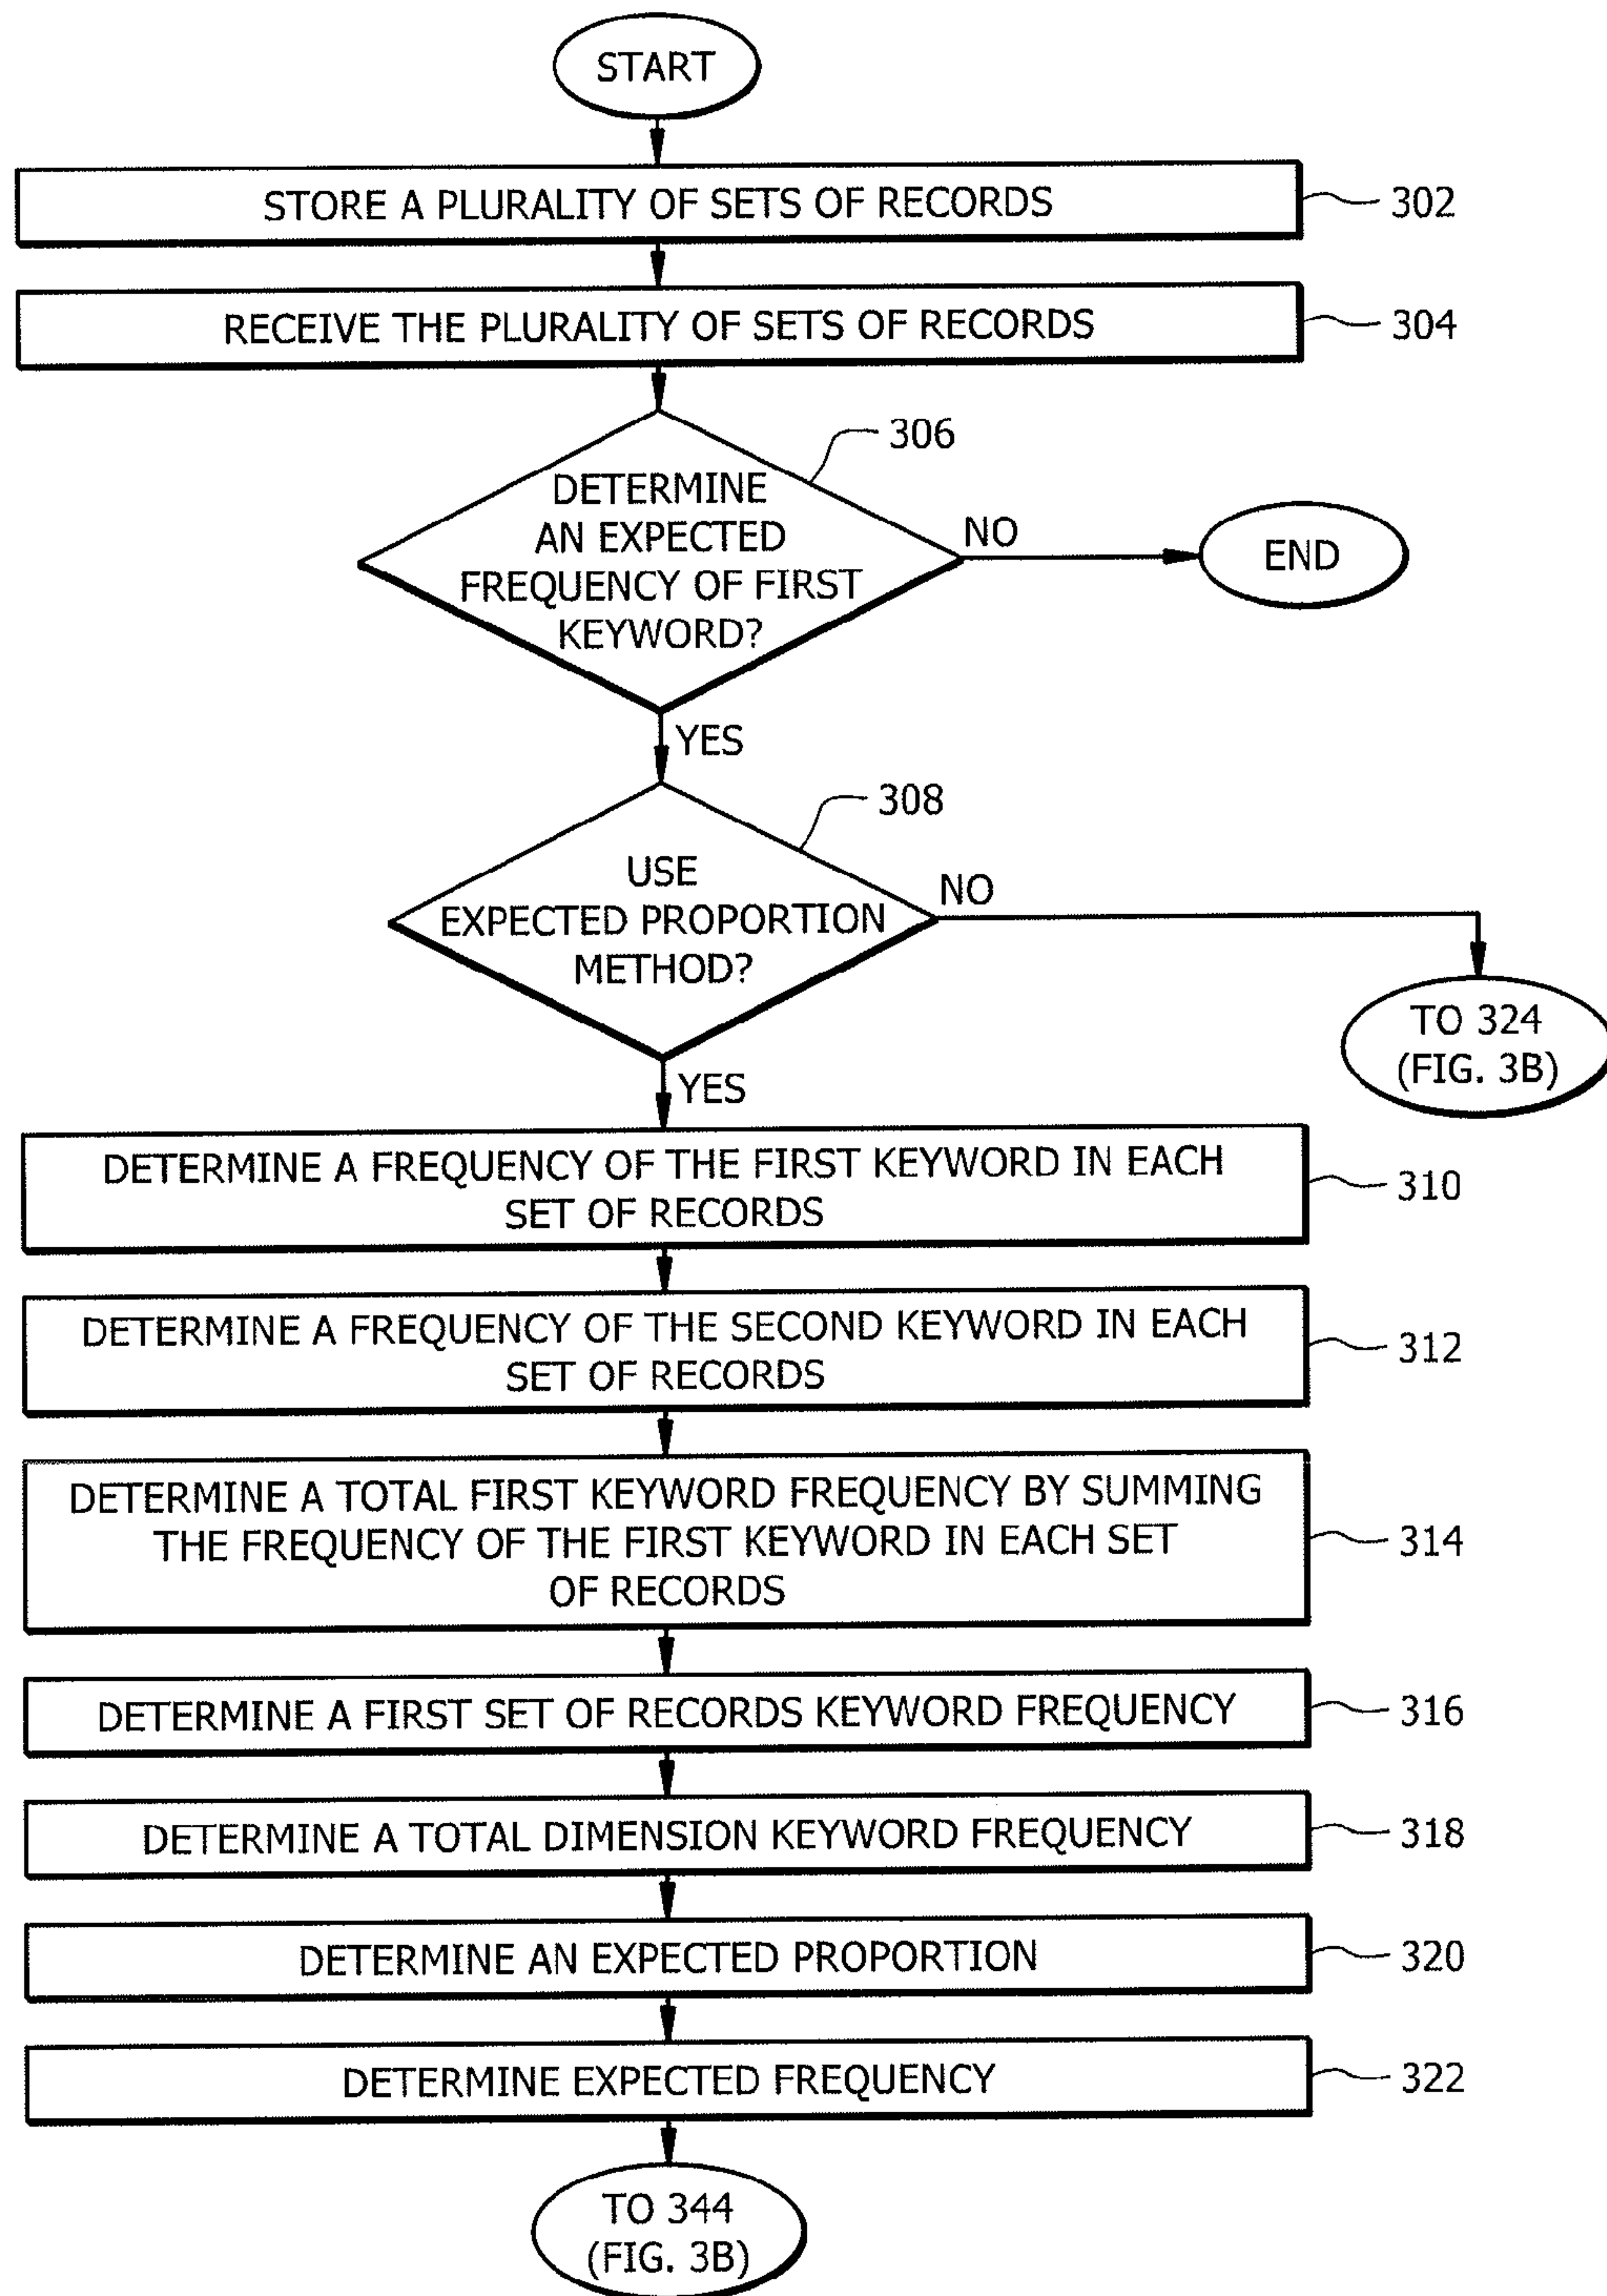 START
STORE A PLURALITY OF SETS OF RECORDS
302
RECEIVE THE PLURALITY OF SETS OF RECORDS
304
306
DETERMINE
AN EXPECTED
FREQUENCY OF FIRST
KEYWORD?
NO
END
YES
308
USE
EXPECTED PROPORTION
METHOD?
NO
TO 324
(FIG. 3B)
YES
DETERMINE A FREQUENCY OF THE FIRST KEYWORD IN EACH
SET OF RECORDS
310
DETERMINE A FREQUENCY OF THE SECOND KEYWORD IN EACH
SET OF RECORDS
312
DETERMINE A TOTAL FIRST KEYWORD FREQUENCY BY SUMMING
THE FREQUENCY OF THE FIRST KEYWORD IN EACH SET
OF RECORDS
314
DETERMINE A FIRST SET OF RECORDS KEYWORD FREQUENCY
316
DETERMINE A TOTAL DIMENSION KEYWORD FREQUENCY
318
DETERMINE AN EXPECTED PROPORTION
320
DETERMINE EXPECTED FREQUENCY
322
TO 344
(FIG. 3B)